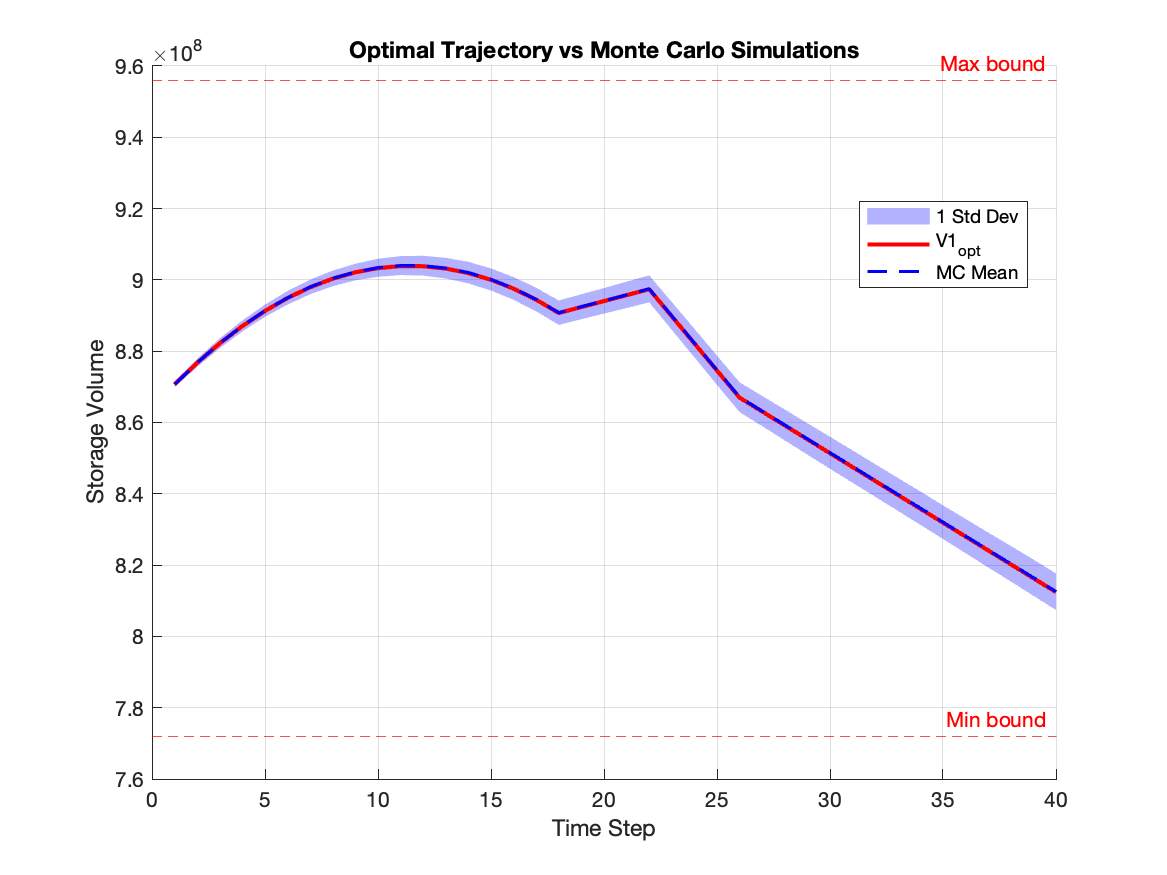 Optimal Trajectory vs Monte Carlo Simulations
×10^8
9.6
9.4
9.2
9
8.8
8.6
8.4
8.2
8
7.8
7.6
Storage Volume
Max bound
1 Std Dev
V1_opt
MC Mean
Min bound
0 5 10 15 20 25 30 35 40
Time Step